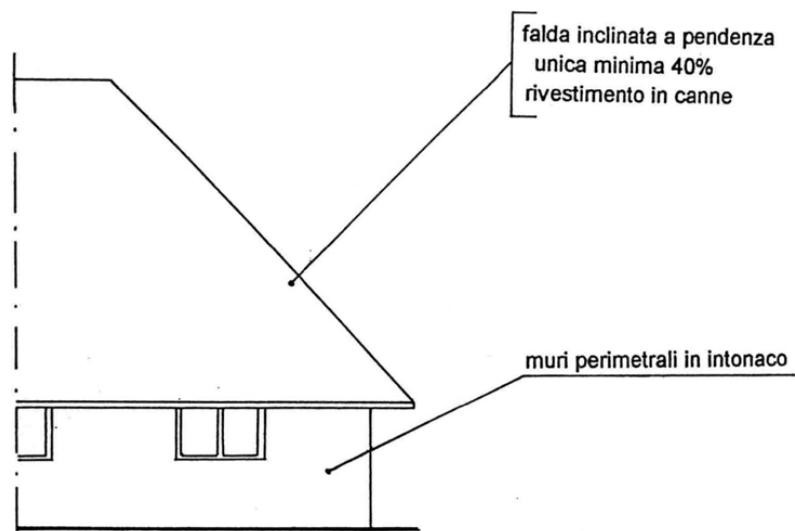 falda inclinata a pendenza
unica minima 40%
rivestimento in canne
muri perimetrali in intonaco